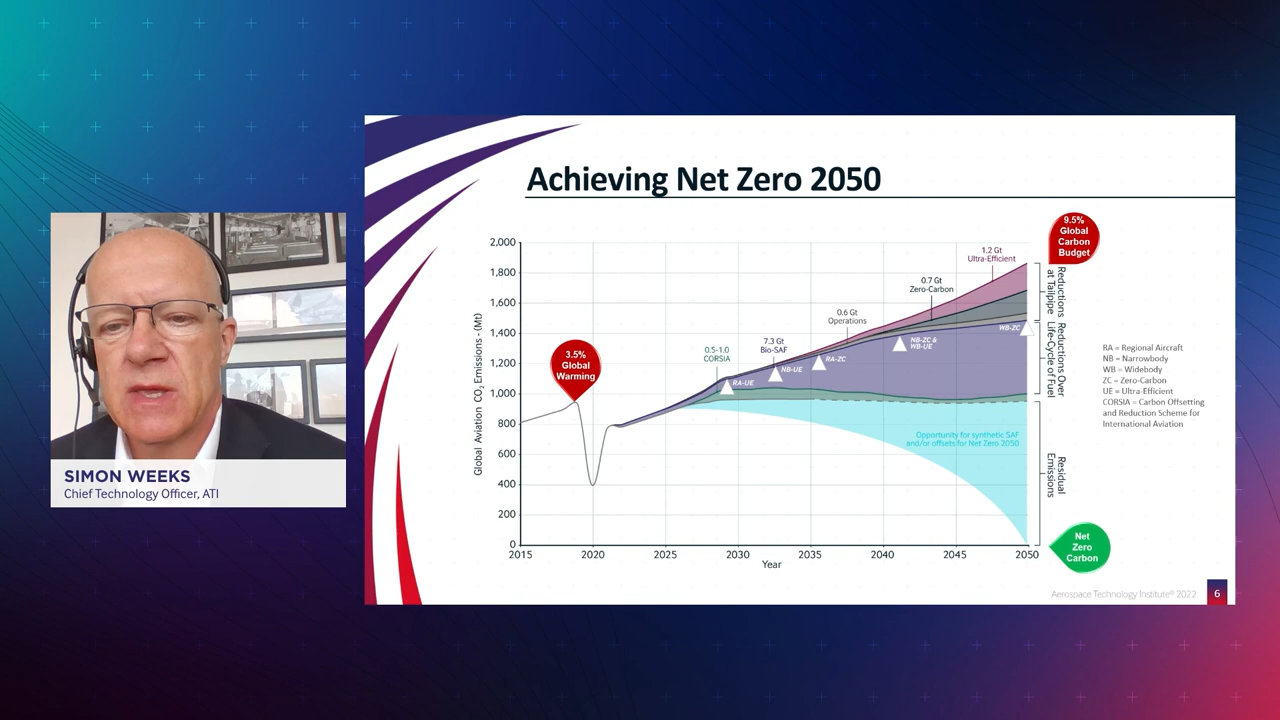 Achieving Net Zero 2050
9.5%
Global
Carbon
Budget
2,000
1,800
1,600
1,400
1,200
1,000
800
600
400
200
0
Global Aviation CO₂ Emissions - (Mt)
2015
2020
2025
2030
2035
2040
2045
2050
Year
3.5%
Global
Warming
0.5-1.0
CORSIA
7.3 Gt
Bio-SAF
0.6 Gt
Operations
0.7 Gt
Zero-Carbon
1.2 Gt
Ultra-Efficient
RA-UE
NB-UE
RA-ZC
NB-ZC &
WB-UE
WB-ZC
Opportunity for synthetic SAF
and/or offsets for Net Zero 2050
Reductions
at Tailpipe
Reductions Over
Life-Cycle of Fuel
Residual
Emissions
RA = Regional Aircraft
NB = Narrowbody
WB = Widebody
ZC = Zero-Carbon
UE = Ultra-Efficient
CORSIA = Carbon Offsetting
and Reduction Scheme for
International Aviation
Net
Zero
Carbon
SIMON WEEKS
Chief Technology Officer, ATI
Aerospace Technology Institute© 2022
6